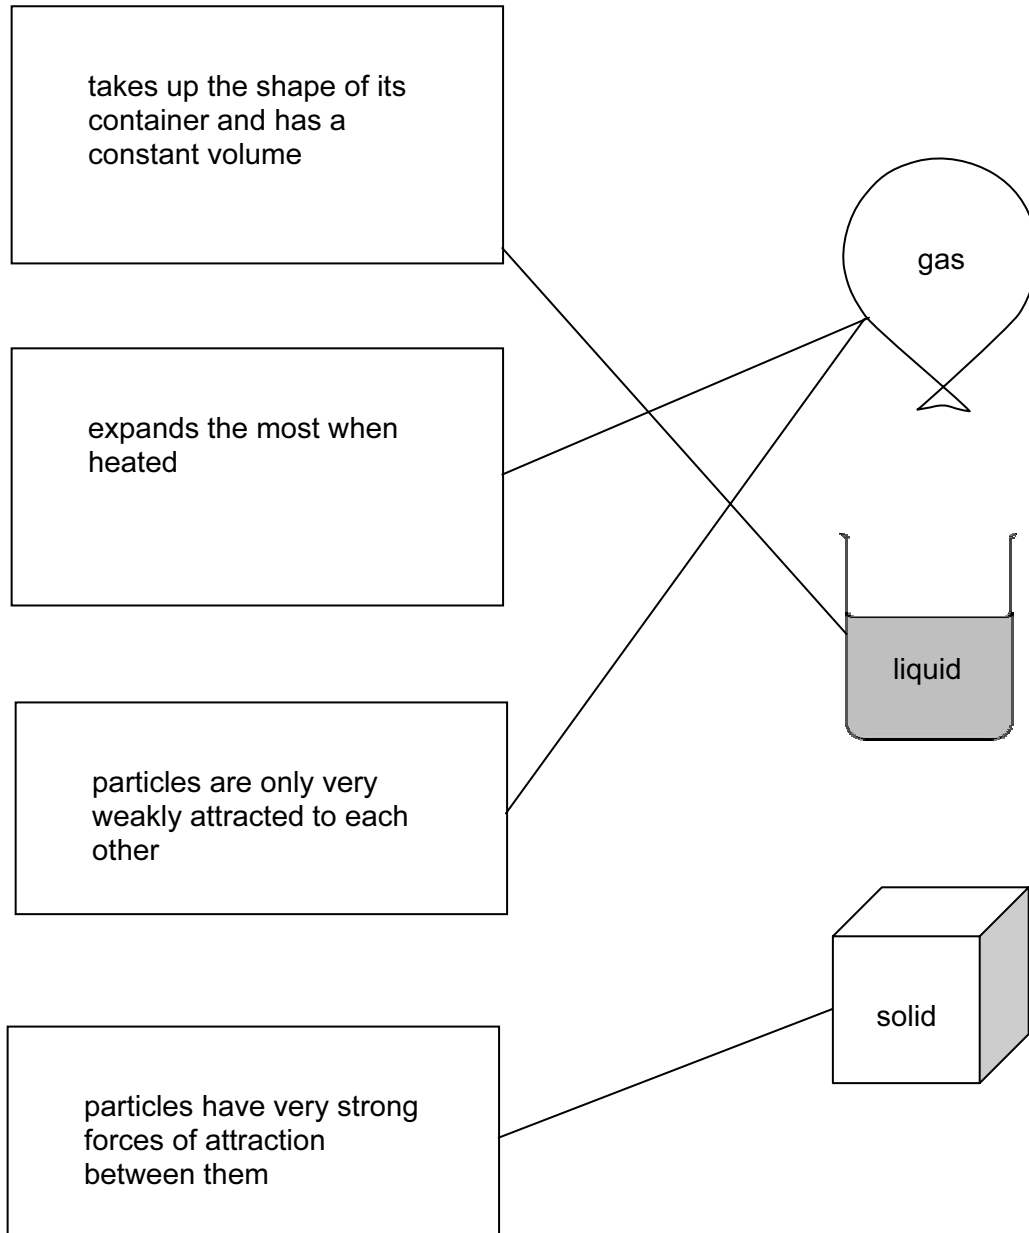 takes up the shape of its
container and has a
constant volume
gas
expands the most when
heated
liquid
particles are only very
weakly attracted to each
other
solid
particles have very strong
forces of attraction
between them